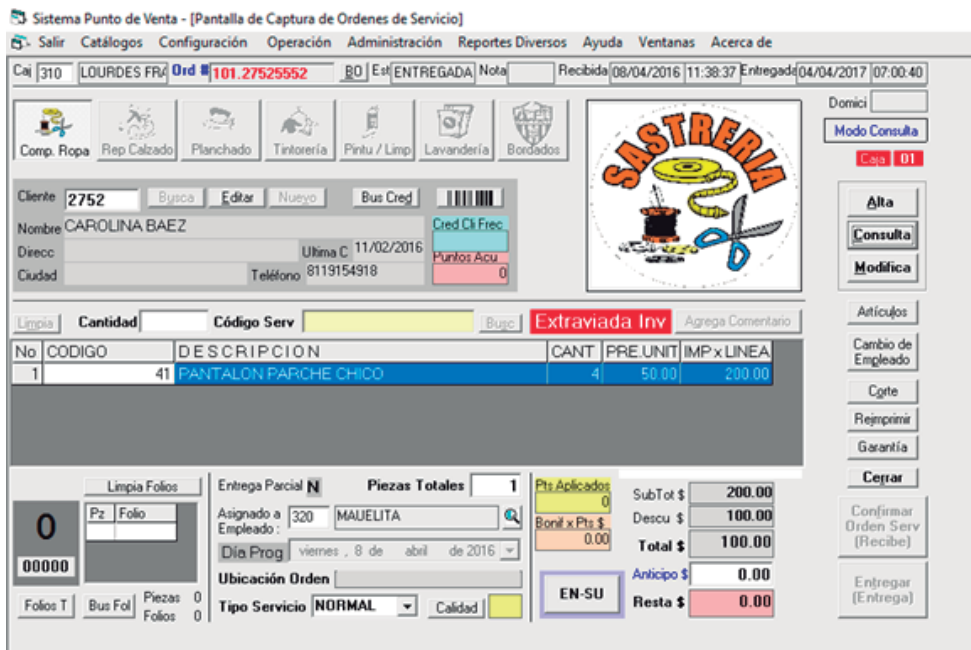 Sistema Punto de Venta - [Pantalla de Captura de Ordenes de Servicio]
Salir Catálogos Configuración Operación Administración Reportes Diversos Ayuda Ventanas Acerca de
Caj 310 LOURDES FRA Ord # 101.27525552 BO Est ENTREGADA Nota Recibida 08/04/2016 11:38:37 Entregada 04/04/2017 07:00:40
Domici
Modo Consulta
Caja 01
Comp. Ropa Rep Calzado Planchado Tintorería Pintu / Limp Lavandería Bordados
SASTRERIA
Cliente 2752 Busca Editar Nuevo Bus Cred
Nombre CAROLINA BAEZ Cred Cli Frec
Direcc Ultima C 11/02/2016 Puntos Acu
Ciudad Teléfono 8119154918 0
Alta
Consulta
Modifica
Limpia Cantidad Código Serv Busc Extraviada Inv Agrega Comentario
No CODIGO DESCRIPCION CANT PRE.UNIT IMP x LINEA
1 41 PANTALON PARCHE CHICO 4 50.00 200.00
Artículos
Cambio de
Empleado
Corte
Reimprimir
Garantía
Cerrar
Confirmar
Orden Serv
(Recibe)
Entregar
(Entrega)
Limpia Folios
Pz Folio
0
00000
Folios T Bus Fol Piezas 0
Folios 0
Entrega Parcial N Piezas Totales 1
Asignado a
Empleado : 320 MAUELITA
Día Prog viernes , 8 de abril de 2016
Ubicación Orden
Tipo Servicio NORMAL Calidad
Pts Aplicados
0
Bonif x Pts $
0.00
EN-SU
SubTot $ 200.00
Descu $ 100.00
Total $ 100.00
Anticipo $ 0.00
Resta $ 0.00